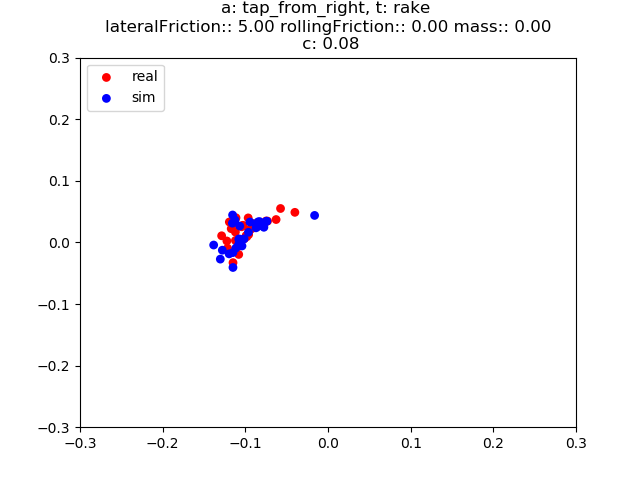 a: tap_from_right, t: rake
lateralFriction:: 5.00 rollingFriction:: 0.00 mass:: 0.00
c: 0.08
real
sim
0.3
0.2
0.1
0.0
−0.1
−0.2
−0.3
−0.3
−0.2
−0.1
0.0
0.1
0.2
0.3